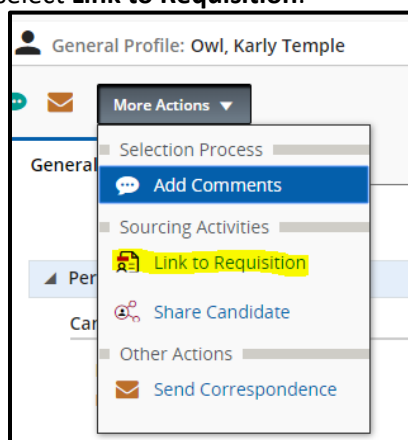 select Link to Requisition.
General Profile: Owl, Karly Temple
More Actions ▼
General
Selection Process
Add Comments
Sourcing Activities
Link to Requisition
Per
Share Candidate
Car
Other Actions
Send Correspondence